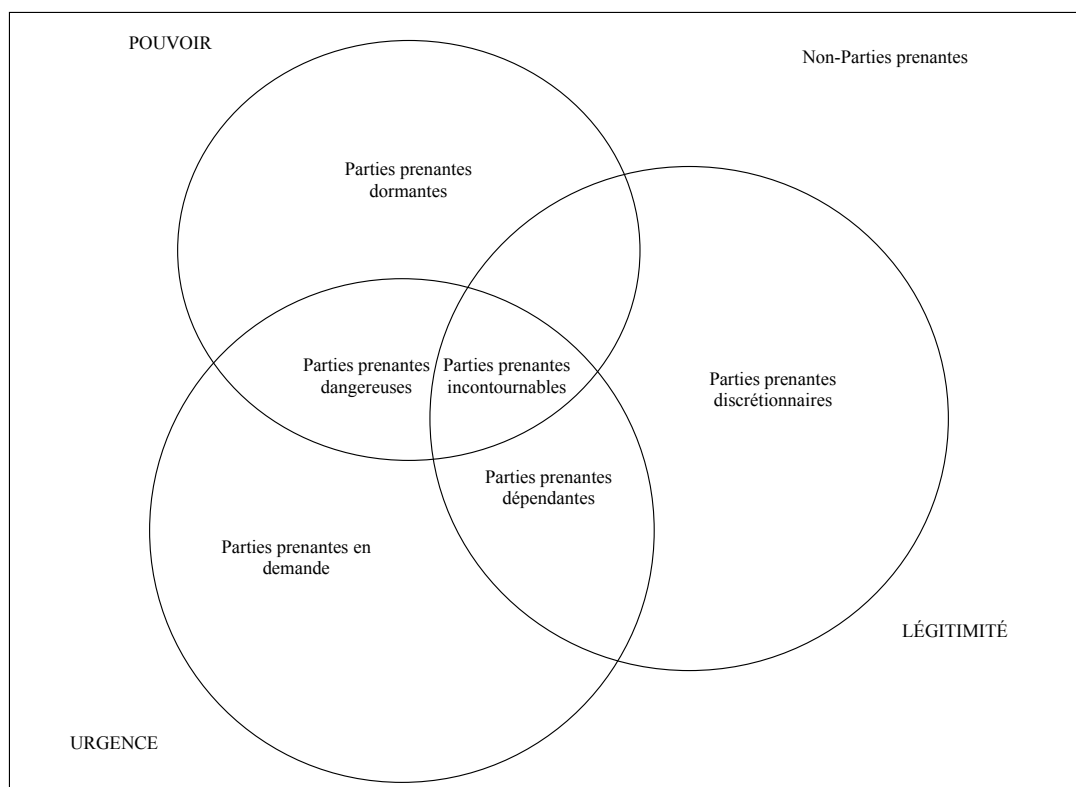 POUVOIR
Non-Parties prenantes
Parties prenantes
dormantes
Parties prenantes
dangereuses
Parties prenantes
incontournables
Parties prenantes
discrétionnaires
Parties prenantes
dépendantes
Parties prenantes en
demande
LÉGITIMITÉ
URGENCE